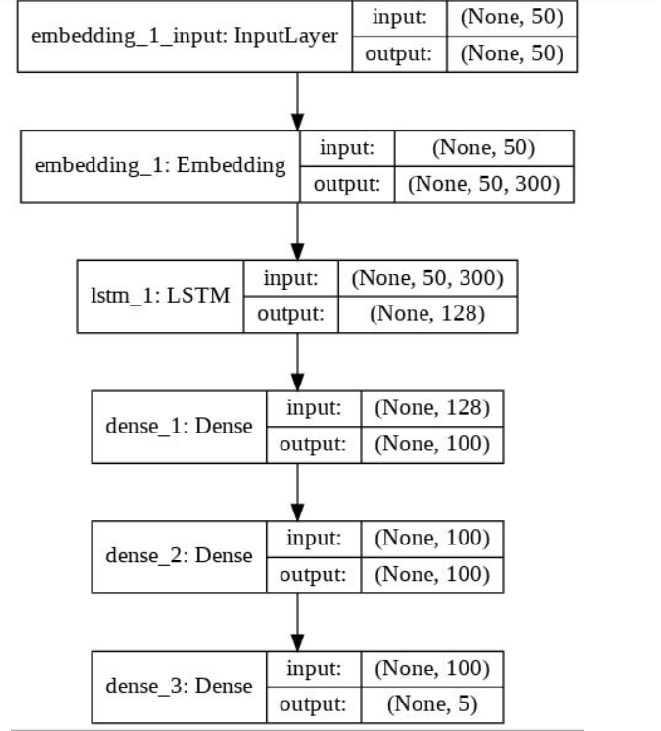 embedding_1_input: InputLayer
input: (None, 50)
output: (None, 50)
embedding_1: Embedding
input: (None, 50)
output: (None, 50, 300)
lstm_1: LSTM
input: (None, 50, 300)
output: (None, 128)
dense_1: Dense
input: (None, 128)
output: (None, 100)
dense_2: Dense
input: (None, 100)
output: (None, 100)
dense_3: Dense
input: (None, 100)
output: (None, 5)